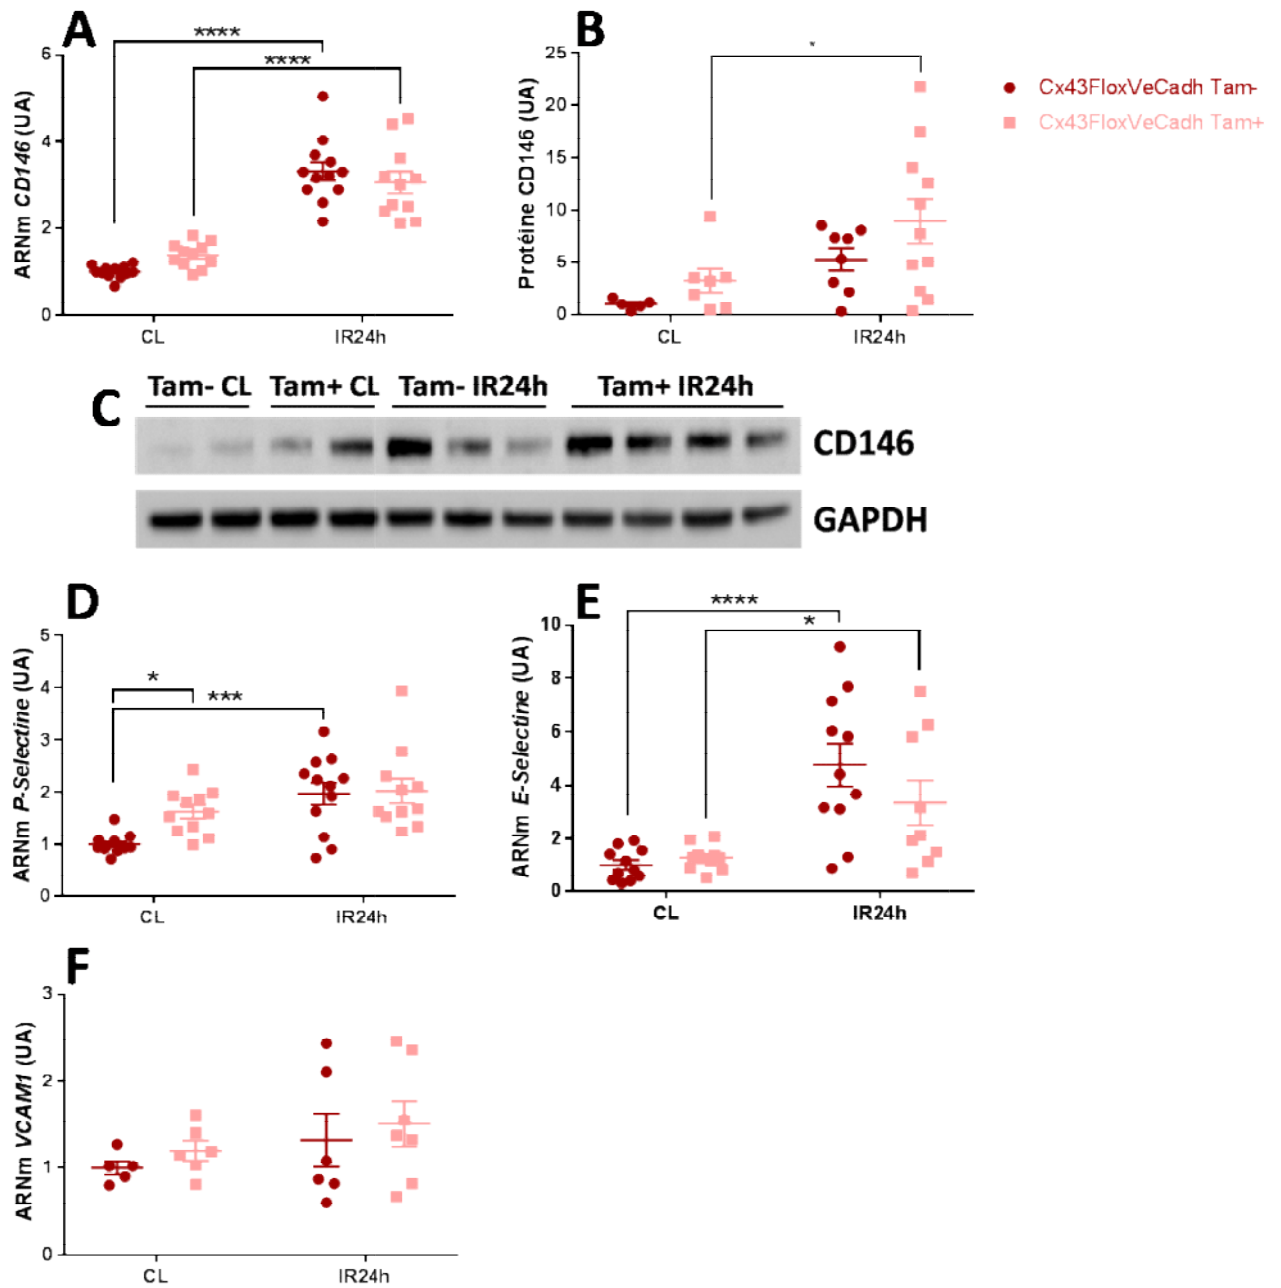 A
****
****
ARNm CD146 (UA)
6
4
2
0
CL
IR24h
B
*
Protéine CD146 (UA)
25
20
15
10
5
0
CL
IR24h
Cx43FloxVeCadh Tam-
Cx43FloxVeCadh Tam+
C
Tam- CL Tam+ CL Tam- IR24h Tam+ IR24h
CD146
GAPDH
D
*
***
ARNm P-Selectine (UA)
5
4
3
2
1
0
CL
IR24h
E
****
*
ARNm E-Selectine (UA)
10
8
6
4
2
0
CL
IR24h
F
ARNm VCAM1 (UA)
3
2
1
0
CL
IR24h